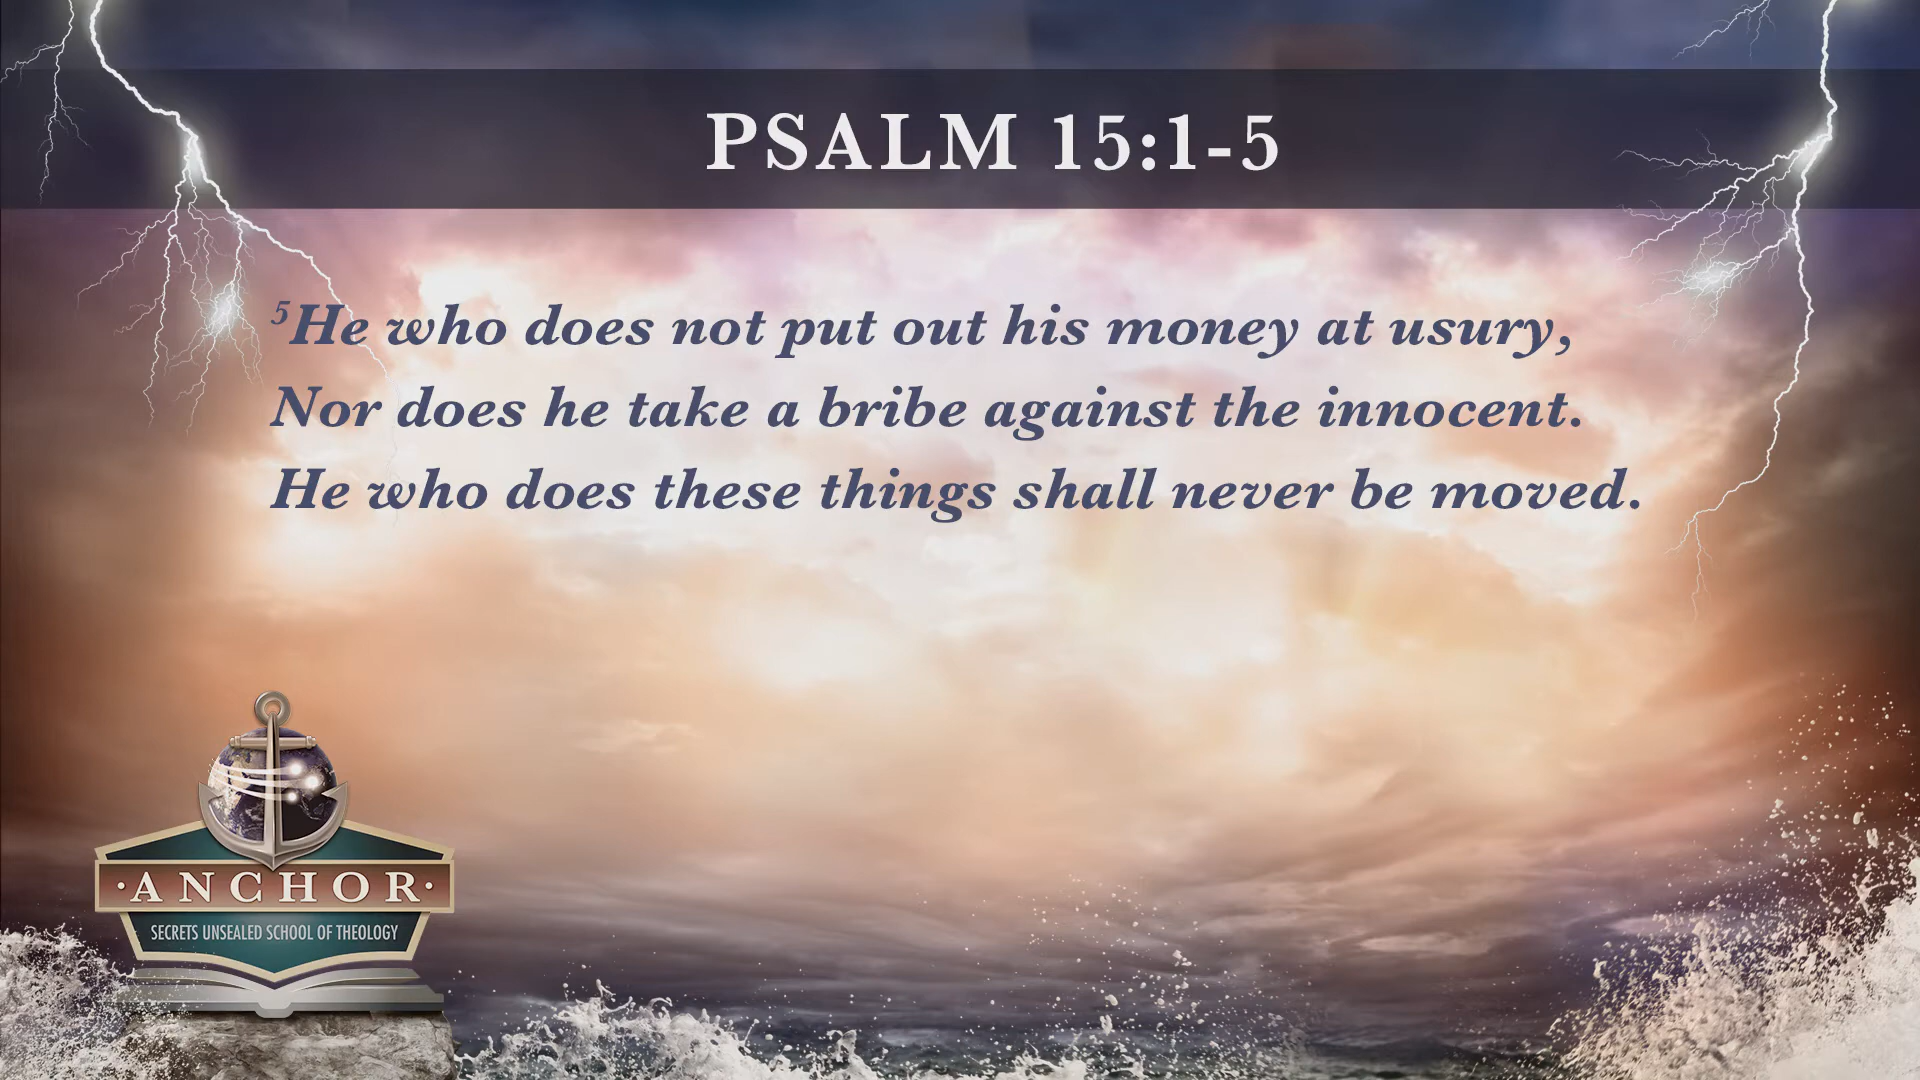 PSALM 15:1-5
⁵He who does not put out his money at usury,
Nor does he take a bribe against the innocent.
He who does these things shall never be moved.
·ANCHOR·
SECRETS UNSEALED SCHOOL OF THEOLOGY